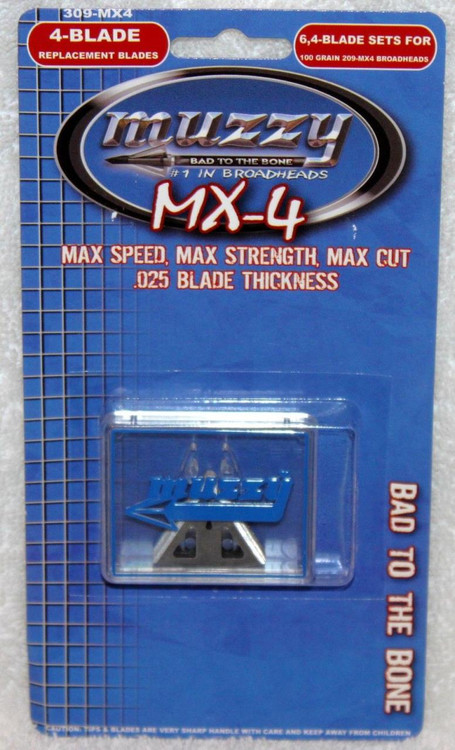 309-MX4
4-BLADE
REPLACEMENT BLADES
6,4-BLADE SETS FOR
100 GRAIN 209-MX4 BROADHEADS
muzzy
BAD TO THE BONE
#1 IN BROADHEADS
MX-4
MAX SPEED, MAX STRENGTH, MAX CUT
.025 BLADE THICKNESS
muzzy
BAD TO THE BONE
CAUTION: TIPS & BLADES ARE VERY SHARP HANDLE WITH CARE AND KEEP AWAY FROM CHILDREN